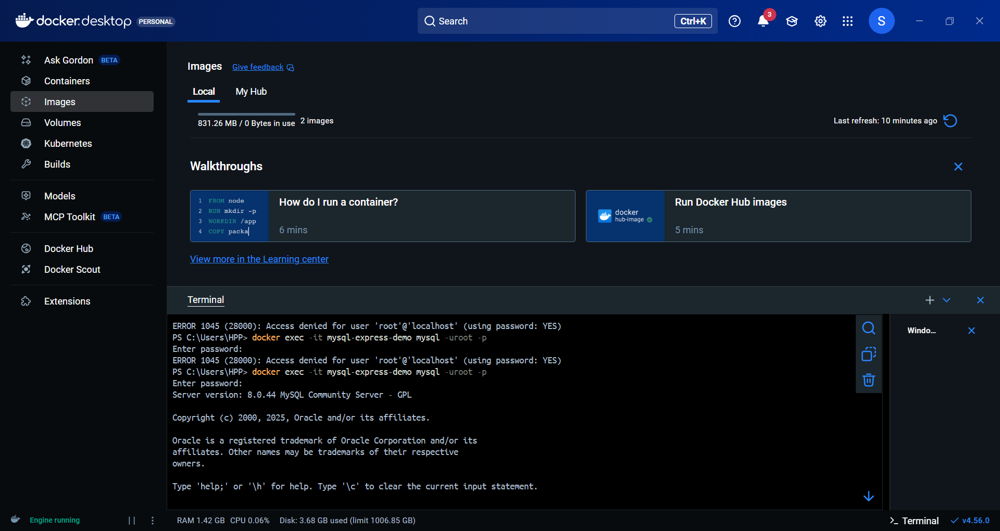 docker.desktop PERSONAL
Search
Ctrl+K
3
S
Ask Gordon BETA
Containers
Images
Volumes
Kubernetes
Builds
Models
MCP Toolkit BETA
Docker Hub
Docker Scout
Extensions
Images Give feedback
Local My Hub
831.26 MB / 0 Bytes in use 2 images
Last refresh: 10 minutes ago
Walkthroughs
1 FROM node
2 RUN mkdir -p
3 WORKDIR /app
4 COPY packa
How do I run a container?
6 mins
docker
hub-image
Run Docker Hub images
5 mins
View more in the Learning center
Terminal
ERROR 1045 (28000): Access denied for user 'root'@'localhost' (using password: YES)
PS C:\Users\HPP> docker exec -it mysql-express-demo mysql -uroot -p
Enter password:
ERROR 1045 (28000): Access denied for user 'root'@'localhost' (using password: YES)
PS C:\Users\HPP> docker exec -it mysql-express-demo mysql -uroot -p
Enter password:
Server version: 8.0.44 MySQL Community Server - GPL
Copyright (c) 2000, 2025, Oracle and/or its affiliates.
Oracle is a registered trademark of Oracle Corporation and/or its
affiliates. Other names may be trademarks of their respective
owners.
Type 'help;' or '\h' for help. Type '\c' to clear the current input statement.
Windo...
Engine running
RAM 1.42 GB CPU 0.06% Disk: 3.68 GB used (limit 1006.85 GB)
Terminal
v4.56.0